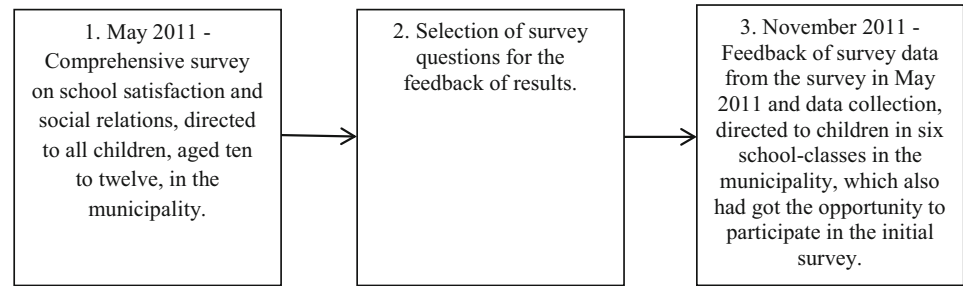 1. May 2011 -
Comprehensive survey
on school satisfaction and
social relations, directed
to all children, aged ten
to twelve, in the
municipality.
2. Selection of survey
questions for the
feedback of results.
3. November 2011 -
Feedback of survey data
from the survey in May
2011 and data collection,
directed to children in six
school-classes in the
municipality, which also
had got the opportunity to
participate in the initial
survey.